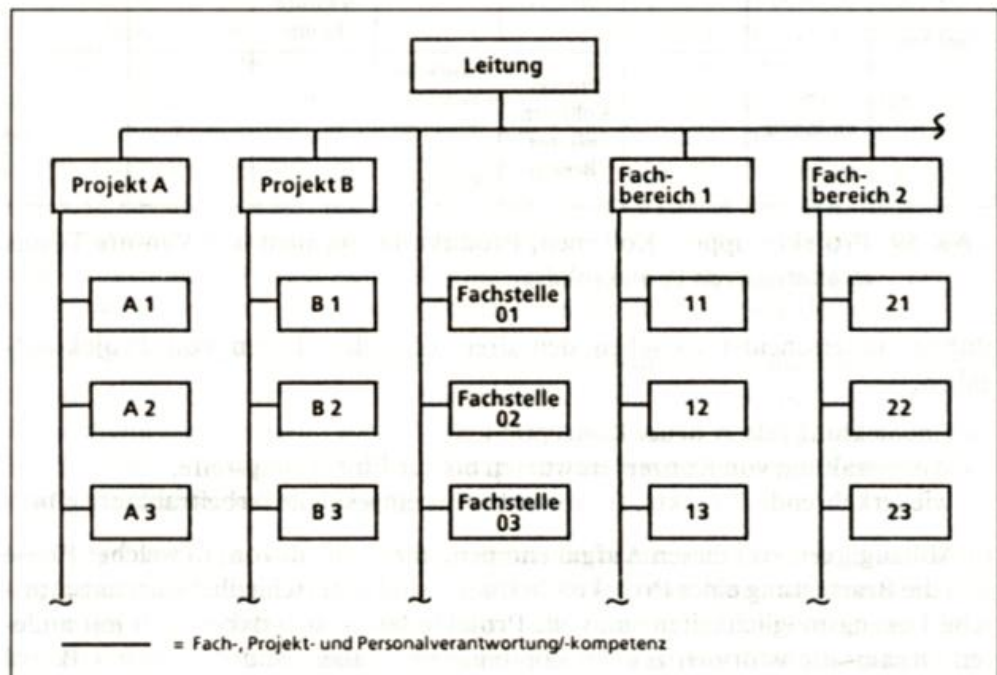 Leitung
Projekt A
Projekt B
Fach-
bereich 1
Fach-
bereich 2
A 1
B 1
Fachstelle
01
11
21
A 2
B 2
Fachstelle
02
12
22
A 3
B 3
Fachstelle
03
13
23
= Fach-, Projekt- und Personalverantwortung/-kompetenz